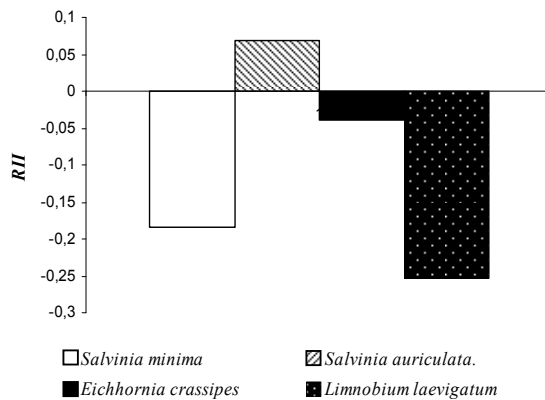 0,1
0,05
0
-0,05
-0,1
-0,15
-0,2
-0,25
-0,3
RII
Salvinia minima
Salvinia auriculata.
Eichhornia crassipes
Limnobium laevigatum